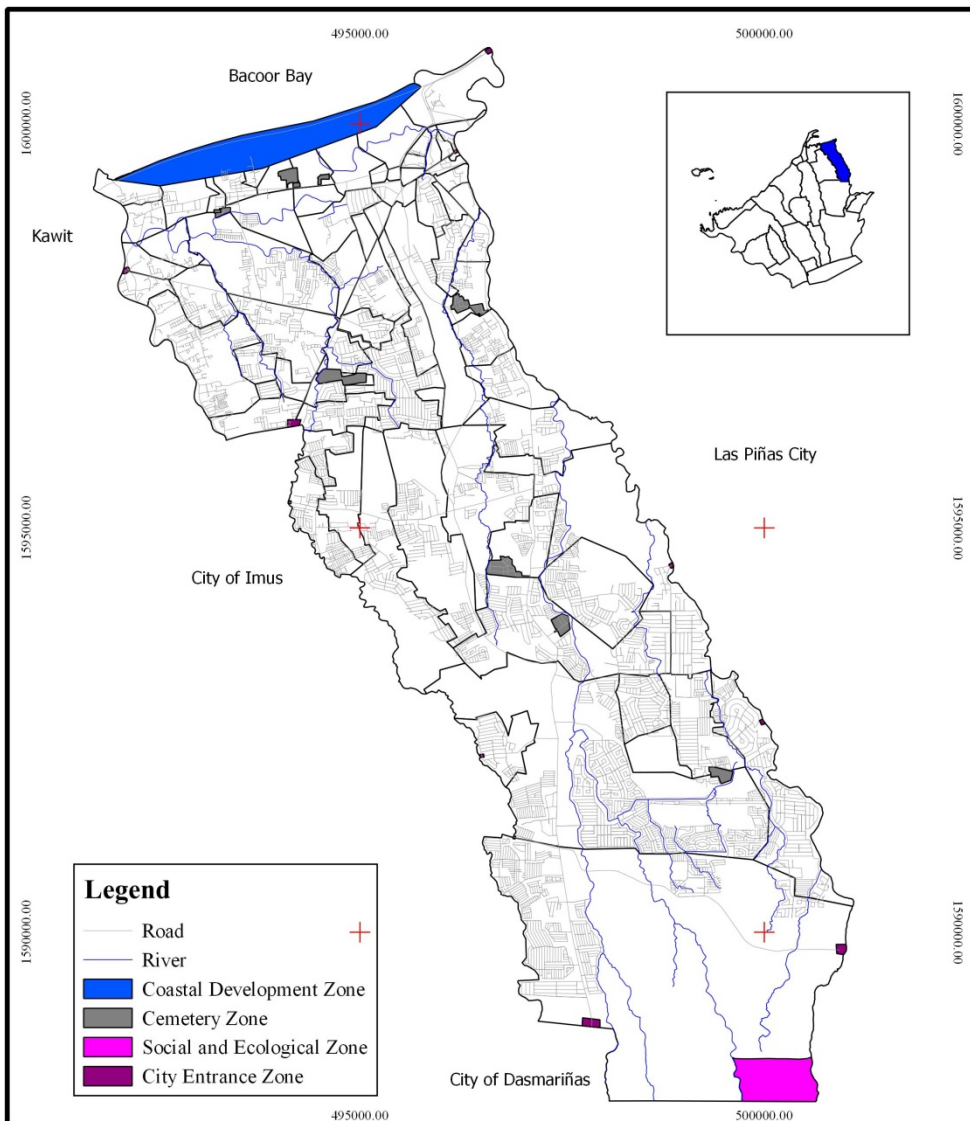 495000.00 500000.00
Bacoor Bay
1600000.00 1600000.00
Kawit
Las Piñas City
1595000.00 1595000.00
City of Imus
Legend
Road
River
Coastal Development Zone
Cemetery Zone
Social and Ecological Zone
City Entrance Zone
1590000.00 1590000.00
City of Dasmariñas
495000.00 500000.00